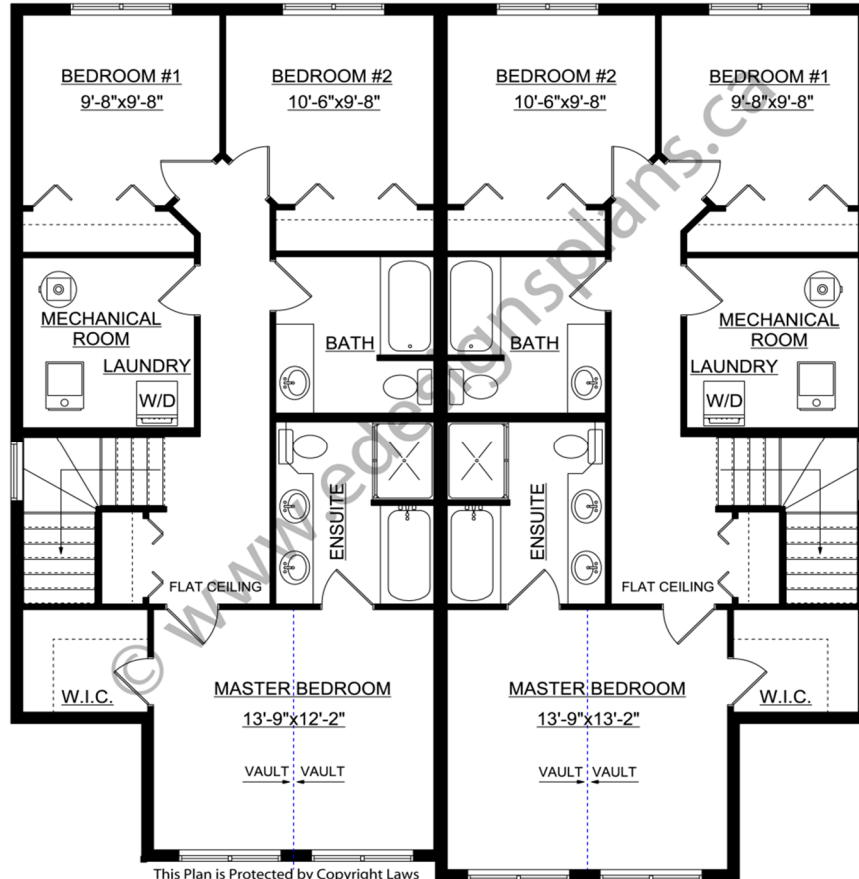 BEDROOM #1
9'-8"x9'-8"
BEDROOM #2
10'-6"x9'-8"
BEDROOM #2
10'-6"x9'-8"
BEDROOM #1
9'-8"x9'-8"
MECHANICAL
ROOM
LAUNDRY
W/D
BATH
BATH
MECHANICAL
ROOM
LAUNDRY
W/D
ENSUITE
ENSUITE
FLAT CEILING
FLAT CEILING
W.I.C.
MASTER BEDROOM
13'-9"x12'-2"
VAULT VAULT
MASTER BEDROOM
13'-9"x13'-2"
VAULT VAULT
W.I.C.
© www.edesignsplans.ca
This Plan is Protected by Copyright Laws